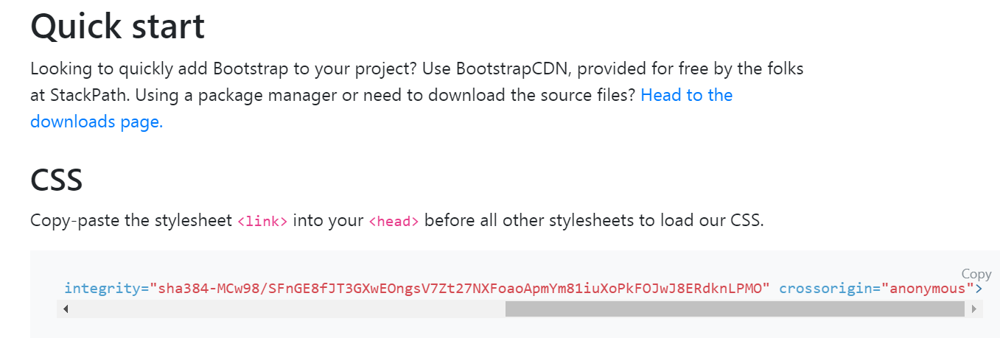 Quick start
Looking to quickly add Bootstrap to your project? Use BootstrapCDN, provided for free by the folks
at StackPath. Using a package manager or need to download the source files? Head to the
downloads page.
CSS
Copy-paste the stylesheet <link> into your <head> before all other stylesheets to load our CSS.
Copy
integrity="sha384-MCw98/SFnGE8fJT3GXwEOngsV7Zt27NXFoaoApmYm81iuXoPkFOJwJ8ERdknLPMO" crossorigin="anonymous">